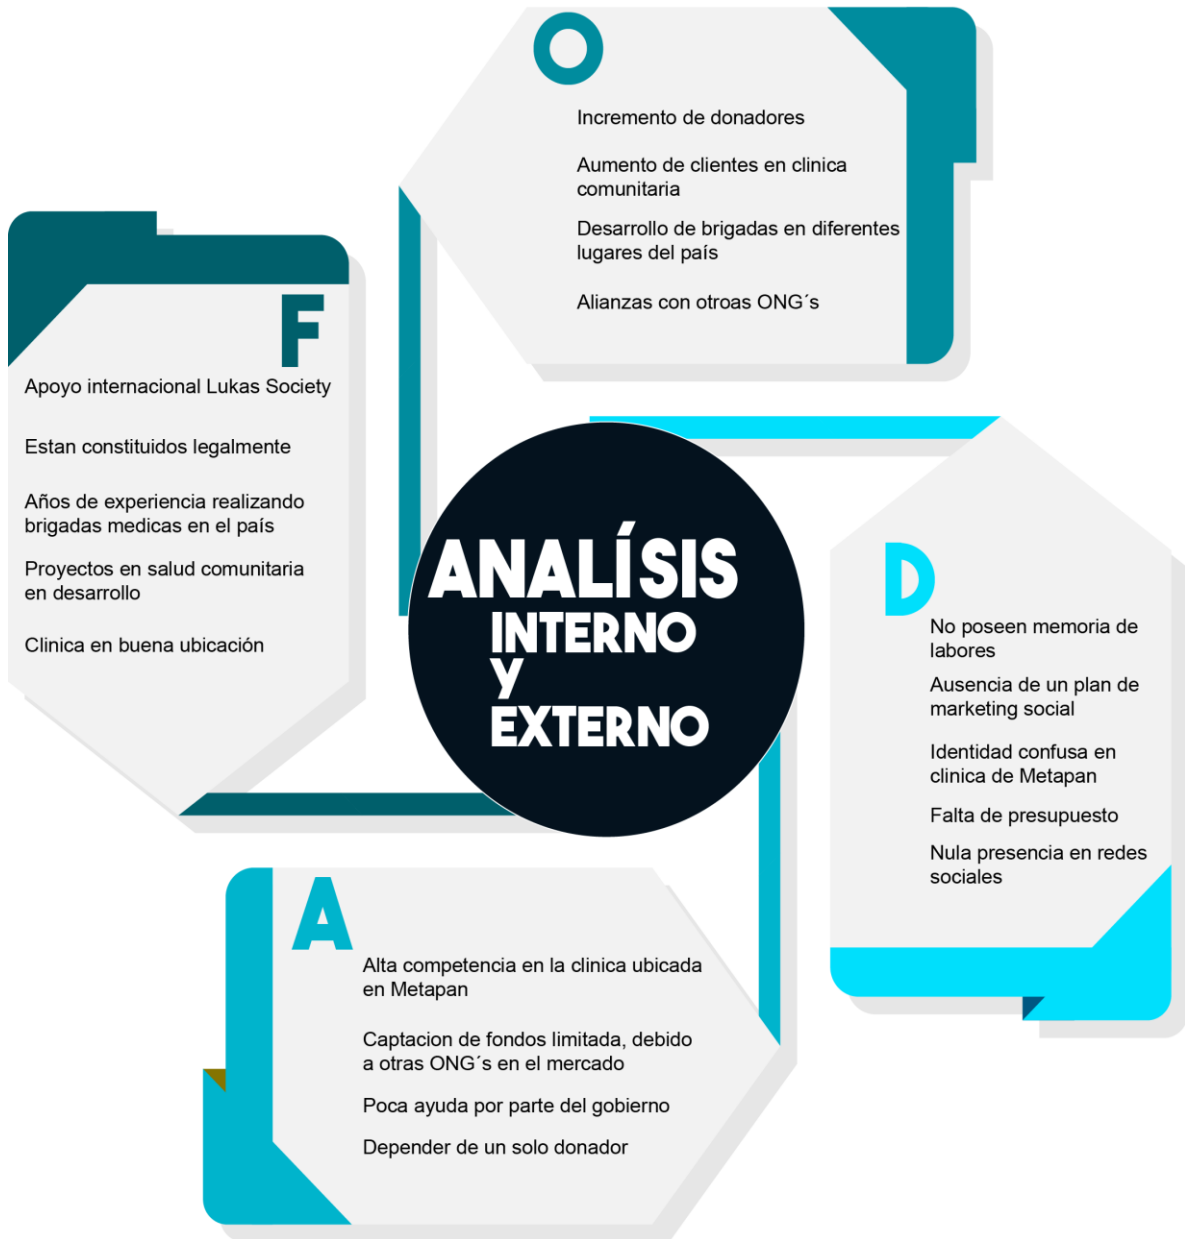 O
Incremento de donadores
Aumento de clientes en clinica
comunitaria
Desarrollo de brigadas en diferentes
lugares del país
Alianzas con otroas ONG´s
F
Apoyo internacional Lukas Society
Estan constituidos legalmente
Años de experiencia realizando
brigadas medicas en el país
Proyectos en salud comunitaria
en desarrollo
Clinica en buena ubicación
ANALÍSIS
INTERNO
Y
EXTERNO
D
No poseen memoria de
labores
Ausencia de un plan de
marketing social
Identidad confusa en
clinica de Metapan
Falta de presupuesto
Nula presencia en redes
sociales
A
Alta competencia en la clinica ubicada
en Metapan
Captacion de fondos limitada, debido
a otras ONG´s en el mercado
Poca ayuda por parte del gobierno
Depender de un solo donador